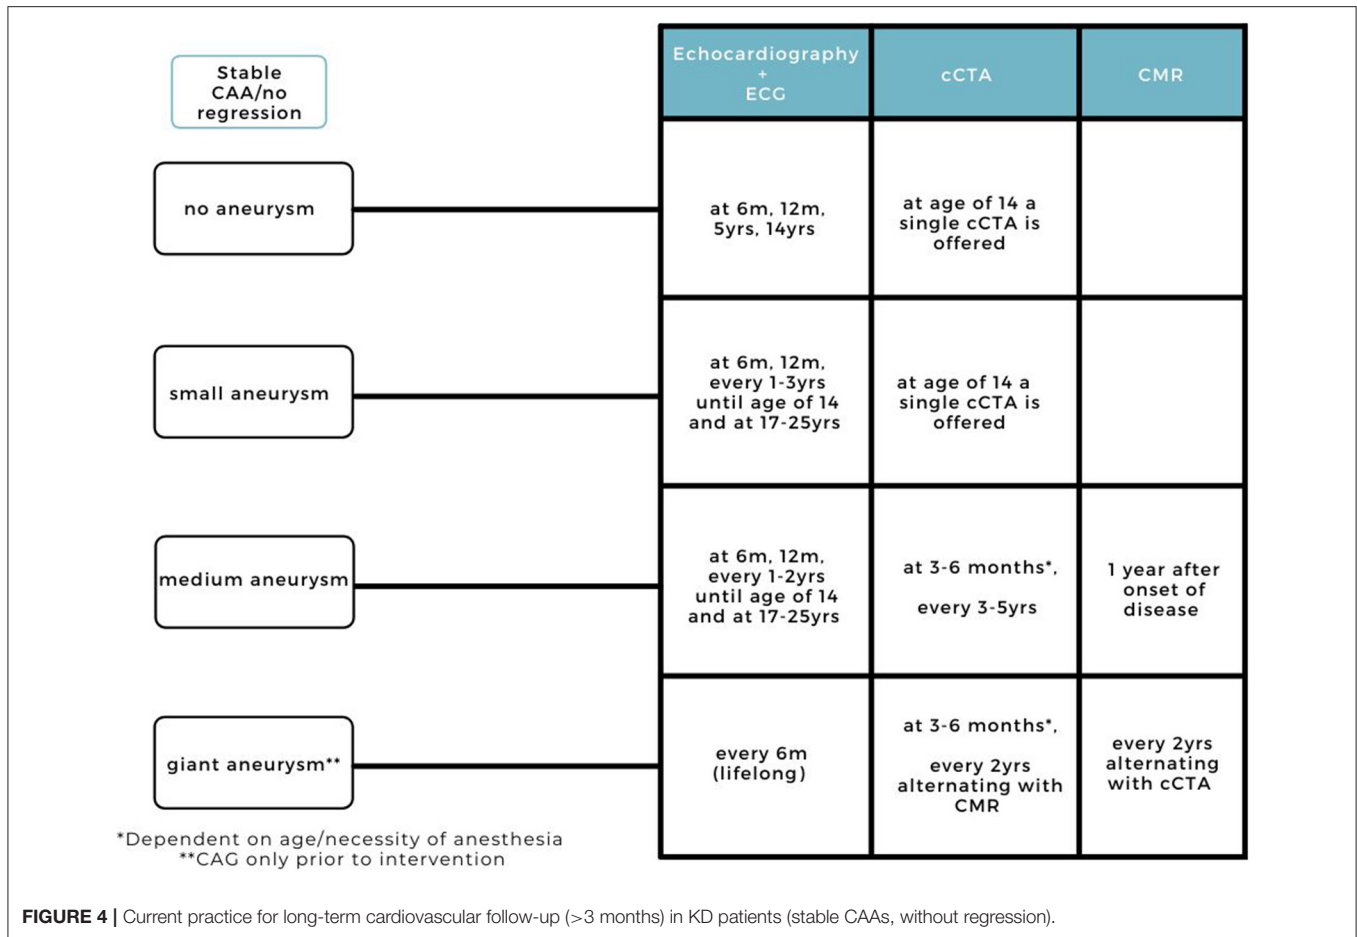 Stable
CAA/no
regression
Echocardiography
+
ECG
cCTA
CMR
no aneurysm
at 6m, 12m,
5yrs, 14yrs
at age of 14 a
single cCTA is
offered
small aneurysm
at 6m, 12m,
every 1-3yrs
until age of 14
and at 17-25yrs
at age of 14 a
single cCTA is
offered
medium aneurysm
at 6m, 12m,
every 1-2yrs
until age of 14
and at 17-25yrs
at 3-6 months*,
every 3-5yrs
1 year after
onset of
disease
giant aneurysm**
every 6m
(lifelong)
at 3-6 months*,
every 2yrs
alternating with
CMR
every 2yrs
alternating
with cCTA
*Dependent on age/necessity of anesthesia
**CAG only prior to intervention
FIGURE 4 | Current practice for long-term cardiovascular follow-up (>3 months) in KD patients (stable CAAs, without regression).